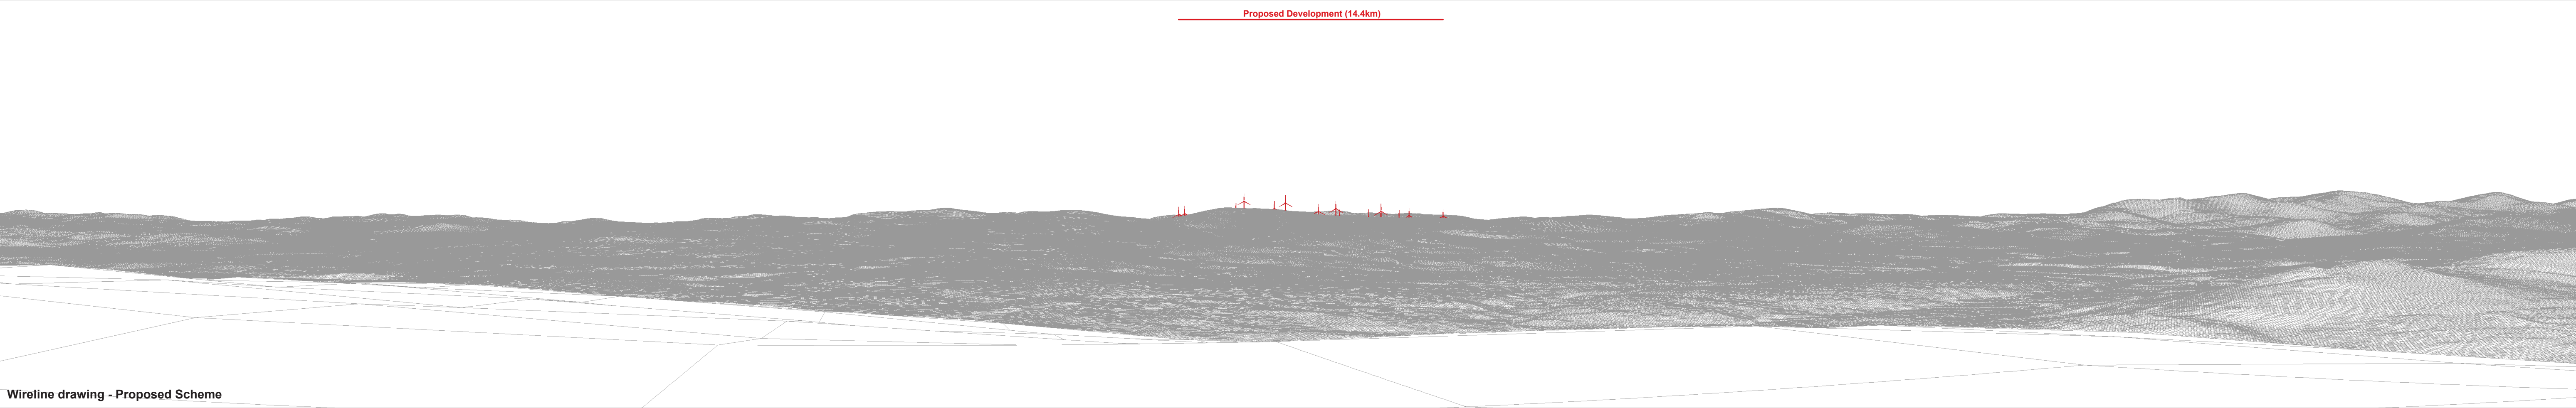 Proposed Development (14.4km)
Wireline drawing - Proposed Scheme